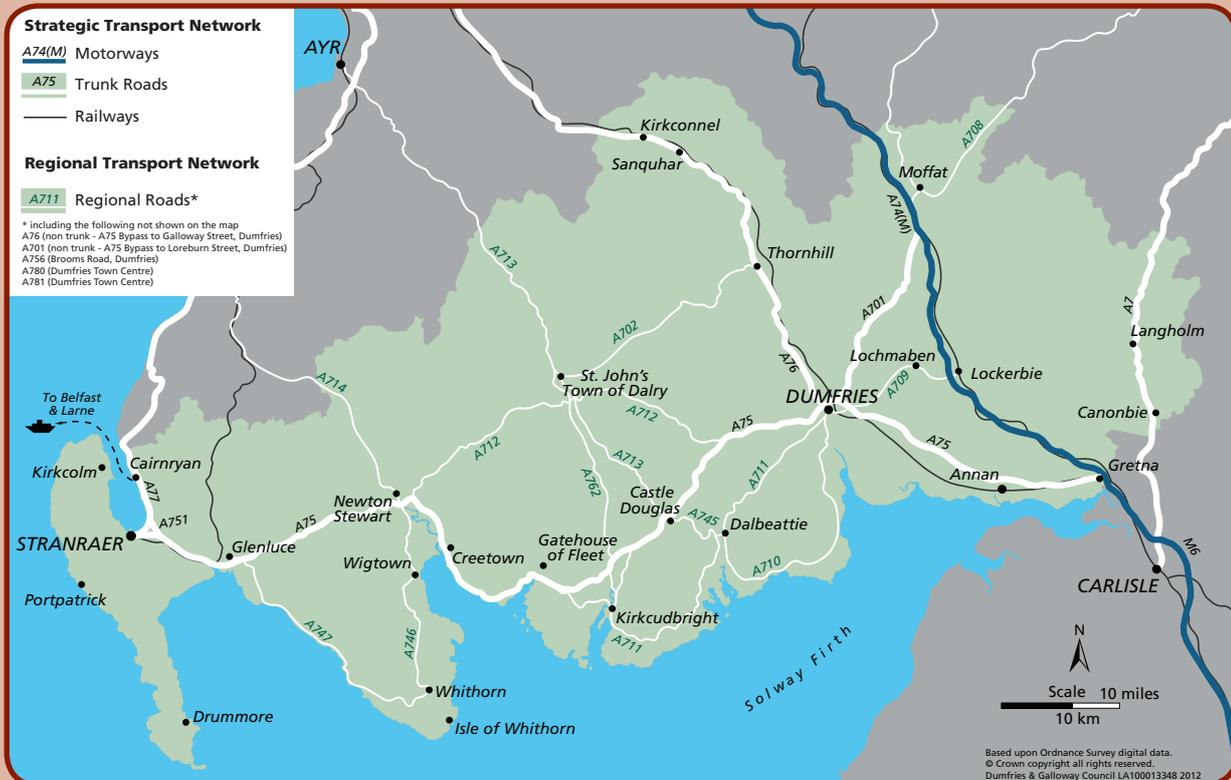 Strategic Transport Network
A74(M) Motorways
A75 Trunk Roads
Railways
Regional Transport Network
A711 Regional Roads*
* including the following not shown on the map
A76 (non trunk - A75 Bypass to Galloway Street, Dumfries)
A701 (non trunk - A75 Bypass to Loreburn Street, Dumfries)
A756 (Brooms Road, Dumfries)
A780 (Dumfries Town Centre)
A781 (Dumfries Town Centre)
AYR
Kirkconnel
Sanquhar
A708
Moffat
A74(M)
A713
Thornhill
A702
A701
A7
Langholm
A76
Lochmaben
A709
Lockerbie
A714
St. John's
Town of Dalry
DUMFRIES
To Belfast
& Larne
A712
A75
Canonbie
A712
A75
Kirkcolm
Cairnryan
A77
A713
A762
A711
Annan
Gretna
Newton
Stewart
Castle
Douglas
A745
Dalbeattie
A751
A75
STRANRAER
Glenluce
Gatehouse
of Fleet
Creetown
Wigtown
A710
M6
CARLISLE
Portpatrick
Kirkcudbright
A711
A747
A746
Solway Firth
Whithorn
Isle of Whithorn
Drummore
N
Scale 10 miles
10 km
Based upon Ordnance Survey digital data.
© Crown copyright all rights reserved.
Dumfries & Galloway Council LA100013348 2012